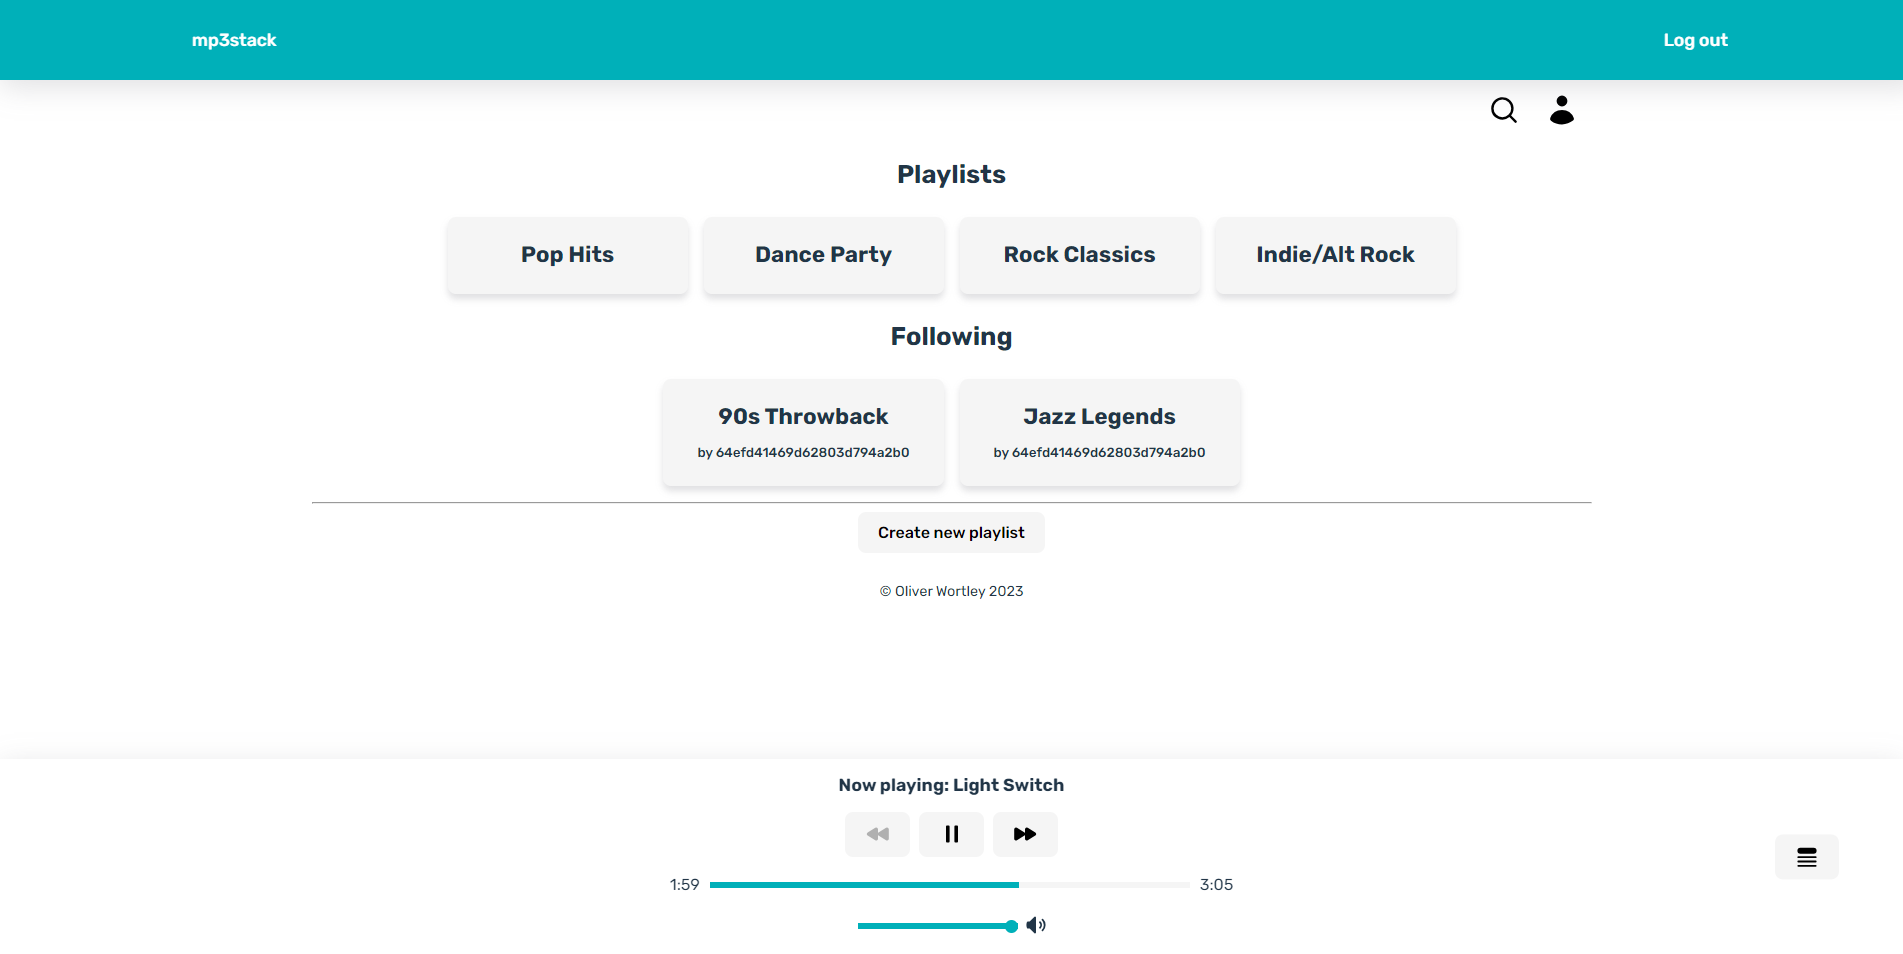 mp3stack
Log out
Playlists
Pop Hits
Dance Party
Rock Classics
Indie/Alt Rock
Following
90s Throwback
by 64efd41469d62803d794a2b0
Jazz Legends
by 64efd41469d62803d794a2b0
Create new playlist
© Oliver Wortley 2023
Now playing: Light Switch
1:59
3:05